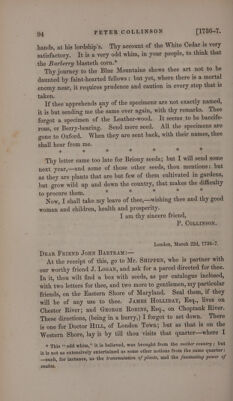 94 PETER COLLINSON [1736-7.
hands, at his lordship's. Thy account of the White Cedar is very
satisfactory. It is a very odd whim, in your people, to think that
the Barberry blasteth corn.*
Thy journey to the Blue Mountains shows thee art not to be
daunted by faint-hearted fellows: but yet, where there is a mortal
enemy near, it requires prudence and caution in every step that is
taken.
If thee apprehends any of the specimens are not exactly named,
it is but sending me the same over again, with thy remarks. Thee
forgot a specimen of the Leather-wood. It seems to be baccife-
rous, or Berry-bearing. Send more seed. All the specimens are
gone to Oxford. When they are sent back, with their names, thee
shall hear from me.
* * * * * * *
Thy letter came too late for Briony seeds; but I will send some
next year,—and some of those other seeds, thou mentions: but
as they are plants that are but few of them cultivated in gardens,
but grow wild up and down the country, that makes the difficulty
to procure them.
* * * * *
Now, I shall take my leave of thee,—wishing thee and thy good
woman and children, health and prosperity.
I am thy sincere friend,
P. COLLINSON.
London, March 22d, 1736-7.
DEAR FRIEND JOHN BARTRAM:—
At the receipt of this, go to Mr. SHIPPEN, who is partner with
our worthy friend J. LOGAN, and ask for a parcel directed for thee.
In it, thou wilt find a box with seeds, as per catalogue inclosed,
with two letters for thee, and two more to gentlemen, my particular
friends, on the Eastern Shore of Maryland. Seal them, if they
will be of any use to thee. JAMES HOLLIDAY, Esq., lives on
Chester River; and GEORGE ROBINS, Esq., on Choptank River.
These directions, (being in a hurry,) I forgot to set down. There
is one for Doctor HILL, of London Town; but as that is on the
Western Shore, lay it by till thou visits that quarter—where I
* This "odd whim," it is believed, was brought from the mother country; but
it is not as extensively entertained as some other notions from the same quarter:
—such, for instance, as the transmutation of plants, and the fascinating power of
snakes.